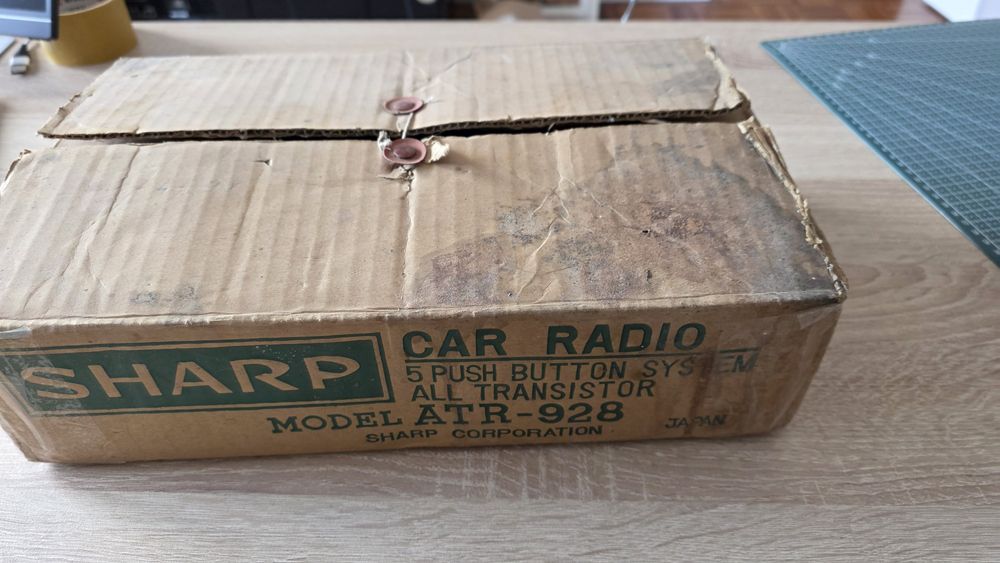 SHARP
CAR RADIO
5 PUSH BUTTON SYSTEM
ALL TRANSISTOR
MODEL ATR-928
SHARP CORPORATION
JAPAN